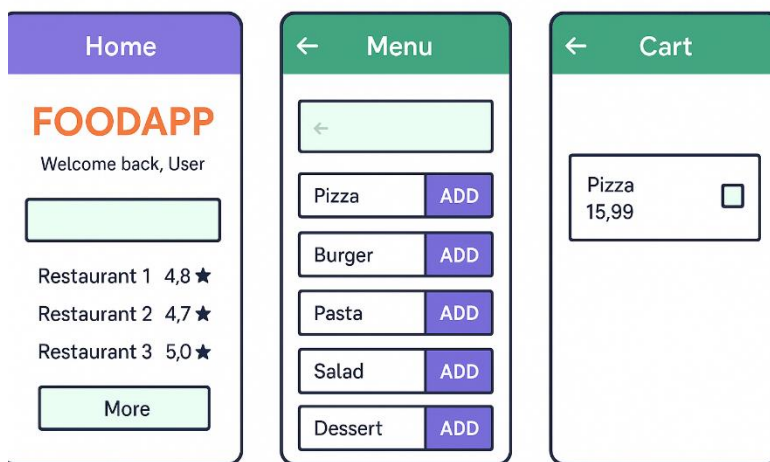 Home
FOODAPP
Welcome back, User
Restaurant 1 4,8 ★
Restaurant 2 4,7 ★
Restaurant 3 5,0 ★
More
← Menu
←
Pizza ADD
Burger ADD
Pasta ADD
Salad ADD
Dessert ADD
← Cart
Pizza
15,99